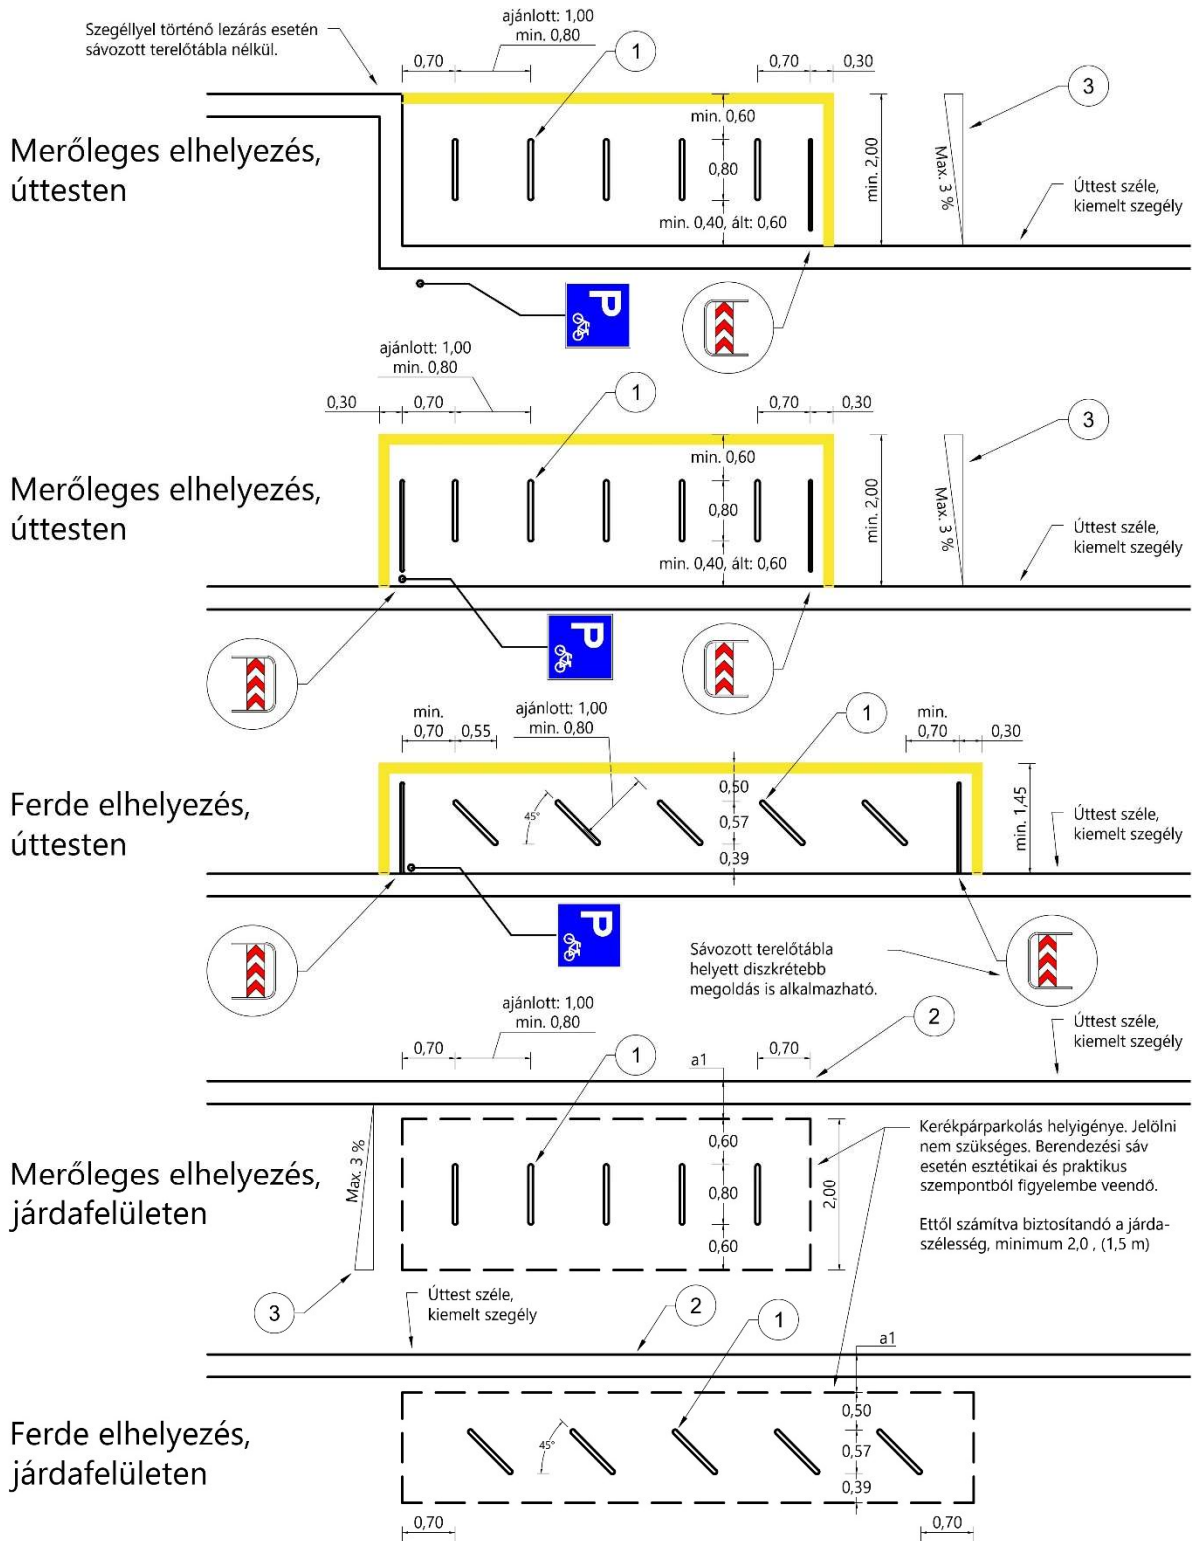 Szegéllyel történő lezárás esetén
sávozott terelőtábla nélkül.
ajánlott: 1,00
min. 0,80
0,70
1
0,70
0,30
3
Merőleges elhelyezés,
úttesten
min. 0,60
0,80
min. 0,40, ált: 0,60
min. 2,00
Max. 3 %
Úttest széle,
kiemelt szegély
P
ajánlott: 1,00
min. 0,80
0,30
0,70
1
0,70
0,30
3
Merőleges elhelyezés,
úttesten
min. 0,60
0,80
min. 0,40, ált: 0,60
min. 2,00
Max. 3 %
Úttest széle,
kiemelt szegély
P
min.
0,70
0,55
ajánlott: 1,00
min. 0,80
1
min.
0,70
0,30
Ferde elhelyezés,
úttesten
45°
0,50
0,57
0,39
min. 1,45
Úttest széle,
kiemelt szegély
P
Sávozott terelőtábla
helyett diszkrétebb
megoldás is alkalmazható.
ajánlott: 1,00
min. 0,80
0,70
1
a1
0,70
2
Úttest széle,
kiemelt szegély
Merőleges elhelyezés,
járdafelületen
Max. 3 %
0,60
0,80
0,60
2,00
Kerékpárparkolás helyigénye. Jelölni
nem szükséges. Berendezési sáv
esetén esztétikai és praktikus
szempontból figyelembe veendő.
Ettől számítva biztosítandó a járda-
szélesség, minimum 2,0 , (1,5 m)
3
Úttest széle,
kiemelt szegély
2
1
a1
Ferde elhelyezés,
járdafelületen
45°
0,50
0,57
0,39
0,70
0,70